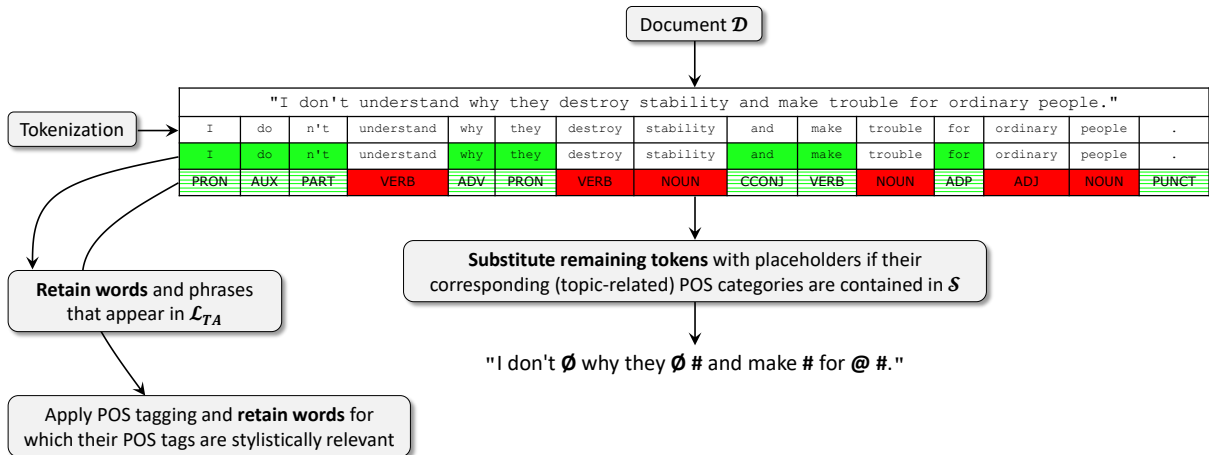 Document 𝒟
"I don't understand why they destroy stability and make trouble for ordinary people."
Tokenization
I do n't understand why they destroy stability and make trouble for ordinary people .
I do n't understand why they destroy stability and make trouble for ordinary people .
PRON AUX PART VERB ADV PRON VERB NOUN CCONJ VERB NOUN ADP ADJ NOUN PUNCT
Retain words and phrases
that appear in ℒ_TA
Substitute remaining tokens with placeholders if their
corresponding (topic-related) POS categories are contained in 𝒮
"I don't Ø why they Ø # and make # for @ #."
Apply POS tagging and retain words for
which their POS tags are stylistically relevant